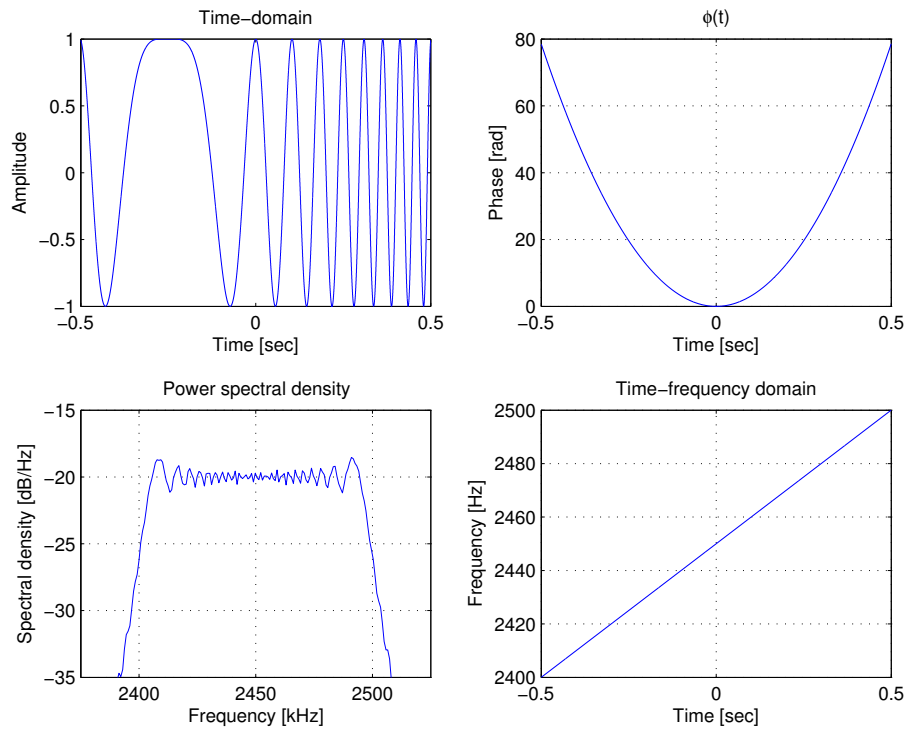 Time−domain
Amplitude
1
0.5
0
−0.5
−1
−0.5
0
0.5
Time [sec]
ϕ(t)
Phase [rad]
80
60
40
20
0
−0.5
0
0.5
Time [sec]
Power spectral density
Spectral density [dB/Hz]
−15
−20
−25
−30
−35
2400
2450
2500
Frequency [kHz]
Time−frequency domain
Frequency [Hz]
2500
2480
2460
2440
2420
2400
−0.5
0
0.5
Time [sec]